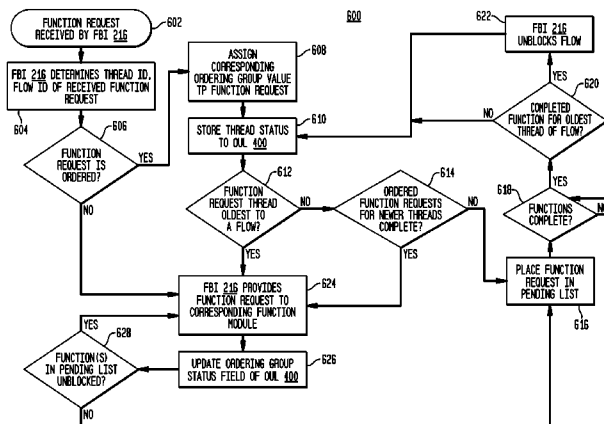 600
FUNCTION REQUEST
RECEIVED BY FBI 216
602
FBI 216 DETERMINES THREAD ID,
FLOW ID OF RECEIVED FUNCTION
REQUEST
604
606
FUNCTION
REQUEST IS
ORDERED?
YES
NO
ASSIGN
CORRESPONDING
ORDERING GROUP VALUE
TP FUNCTION REQUEST
608
STORE THREAD STATUS
TO OUL 400
610
612
FUNCTION
REQUEST THREAD
OLDEST TO
A FLOW?
NO
YES
614
ORDERED
FUNCTION REQUESTS
FOR NEWER THREADS
COMPLETE?
NO
YES
622
FBI 216
UNBLOCKS FLOW
YES
620
COMPLETED
FUNCTION FOR OLDEST
THREAD OF FLOW?
NO
YES
618
FUNCTIONS
COMPLETE?
NO
YES
PLACE FUNCTION
REQUEST IN
PENDING LIST
616
FBI 216 PROVIDES
FUNCTION REQUEST TO
CORRESPONDING FUNCTION
MODULE
624
UPDATE ORDERING GROUP
STATUS FIELD OF OUL 400
626
YES
628
FUNCTION(S)
IN PENDING LIST
UNBLOCKED?
NO